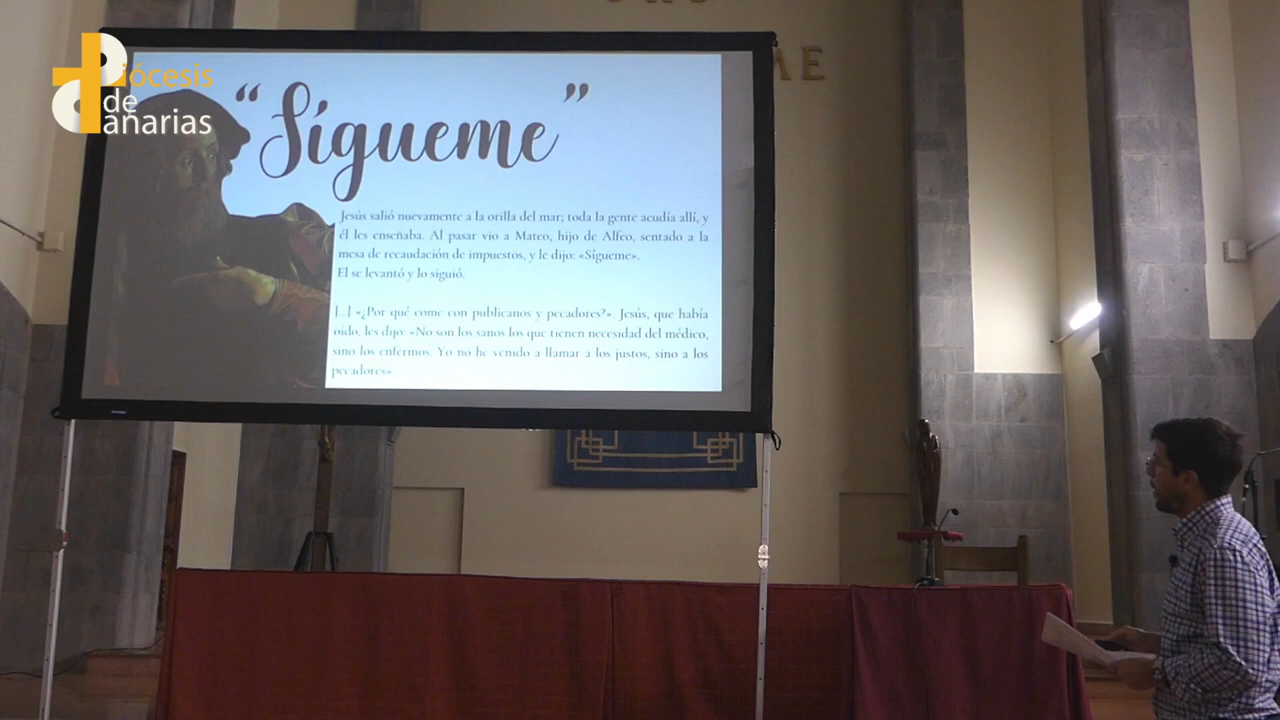 Diócesis
de
Canarias
AE
“Sígueme”
Jesús salió nuevamente a la orilla del mar; toda la gente acudía allí, y
él les enseñaba. Al pasar vio a Mateo, hijo de Alfeo, sentado a la
mesa de recaudación de impuestos, y le dijo: «Sígueme».
El se levantó y lo siguió.
[...] «¿Por qué come con publicanos y pecadores?». Jesús, que había
oído, les dijo: «No son los sanos los que tienen necesidad del médico,
sino los enfermos. Yo no he venido a llamar a los justos, sino a los
pecadores».